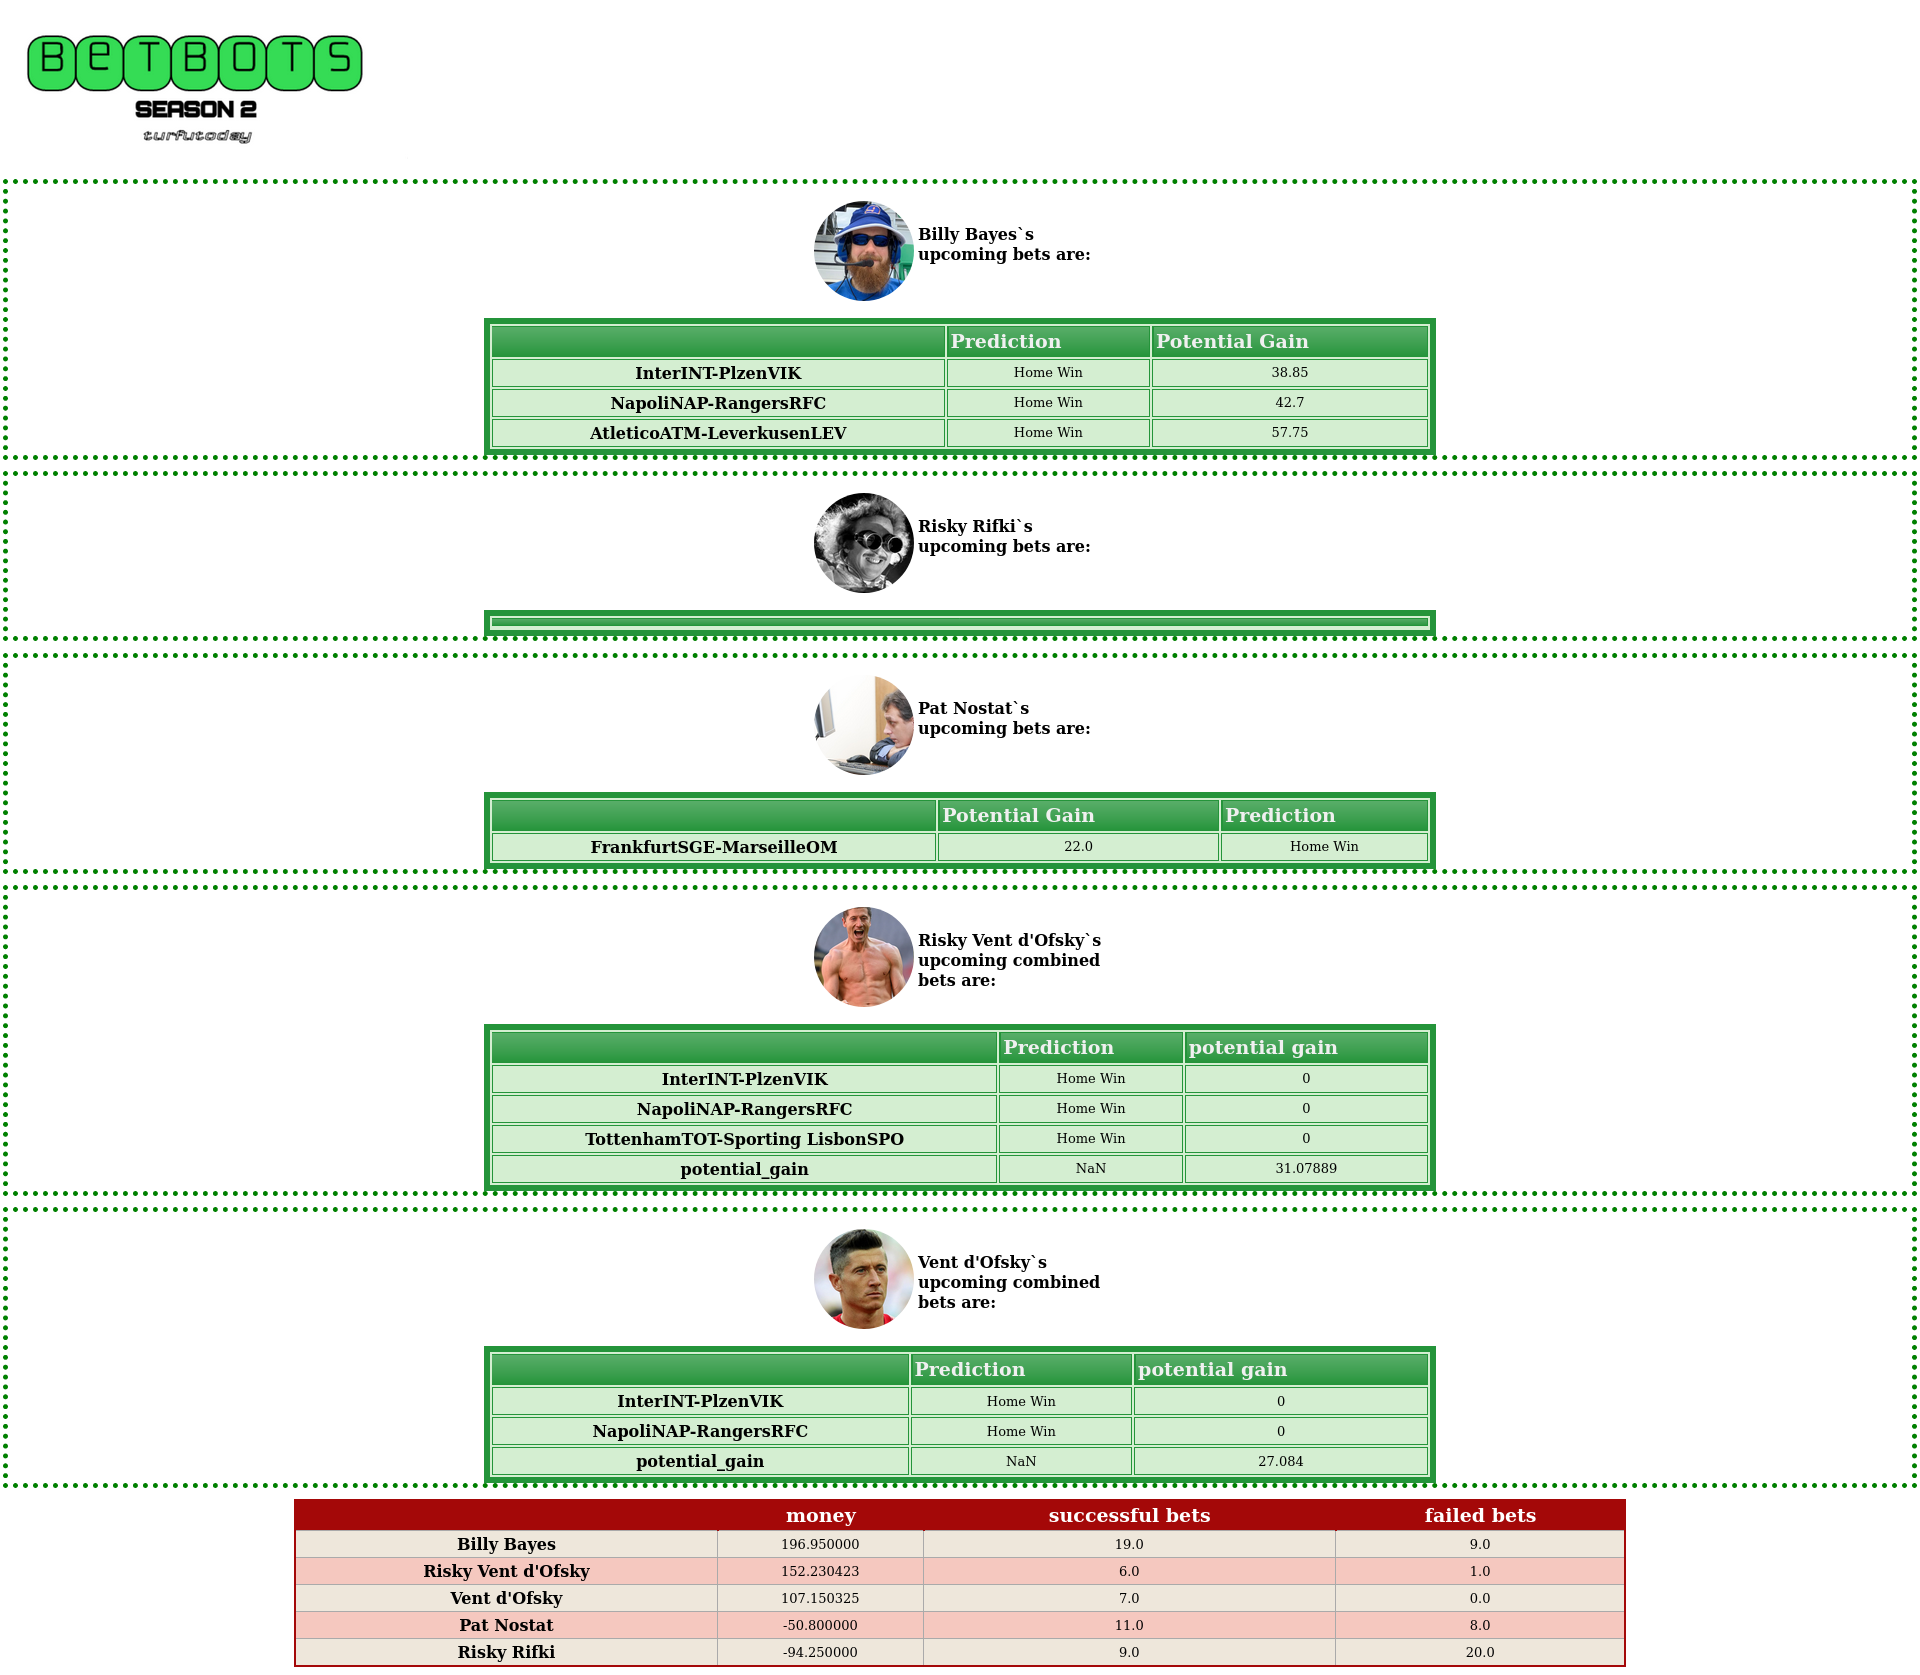 BeTBOTS
SEASON 2
turfutoday
Billy Bayes`s
upcoming bets are:
Prediction Potential Gain
InterINT-PlzenVIK Home Win 38.85
NapoliNAP-RangersRFC Home Win 42.7
AtleticoATM-LeverkusenLEV Home Win 57.75
Risky Rifki`s
upcoming bets are:
Pat Nostat`s
upcoming bets are:
Potential Gain Prediction
FrankfurtSGE-MarseilleOM 22.0 Home Win
Risky Vent d'Ofsky`s
upcoming combined
bets are:
Prediction potential gain
InterINT-PlzenVIK Home Win 0
NapoliNAP-RangersRFC Home Win 0
TottenhamTOT-Sporting LisbonSPO Home Win 0
potential_gain NaN 31.07889
Vent d'Ofsky`s
upcoming combined
bets are:
Prediction potential gain
InterINT-PlzenVIK Home Win 0
NapoliNAP-RangersRFC Home Win 0
potential_gain NaN 27.084
money successful bets failed bets
Billy Bayes 196.950000 19.0 9.0
Risky Vent d'Ofsky 152.230423 6.0 1.0
Vent d'Ofsky 107.150325 7.0 0.0
Pat Nostat -50.800000 11.0 8.0
Risky Rifki -94.250000 9.0 20.0